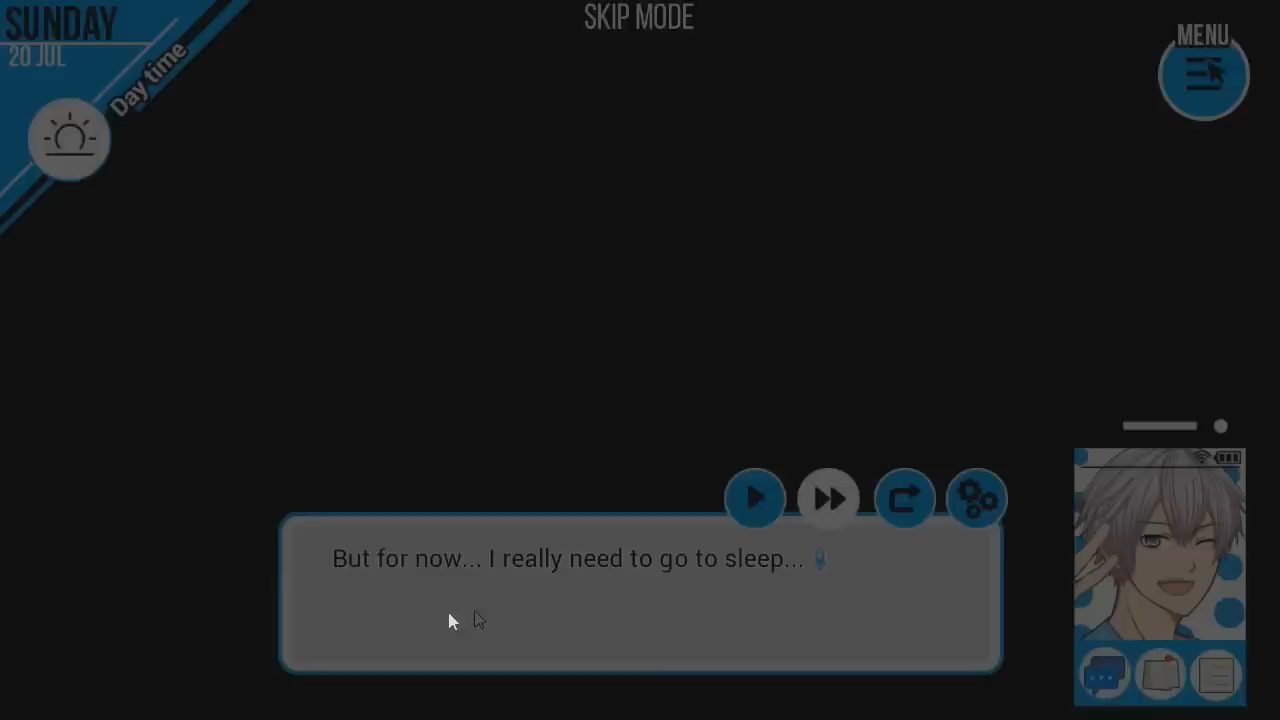 SUNDAY
20 JUL
Day time
SKIP MODE
MENU
But for now... I really need to go to sleep...